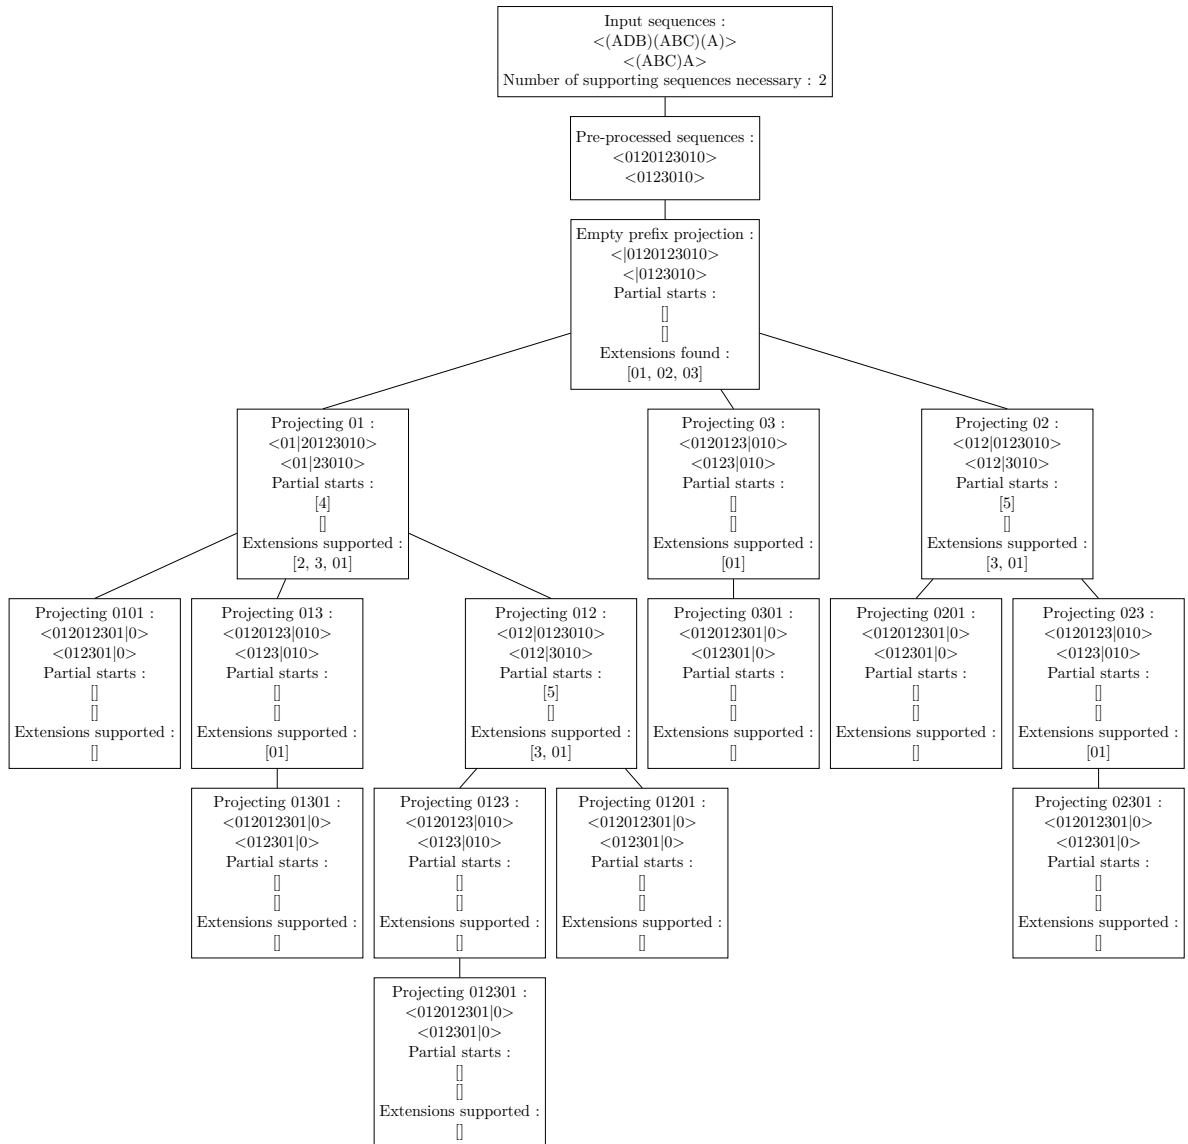 Input sequences :
<(ADB)(ABC)(A)>
<(ABC)A>
Number of supporting sequences necessary : 2
Pre-processed sequences :
<0120123010>
<0123010>
Empty prefix projection :
<|0120123010>
<|0123010>
Partial starts :
[]
[]
Extensions found :
[01, 02, 03]
Projecting 01 :
<01|20123010>
<01|23010>
Partial starts :
[4]
[]
Extensions supported :
[2, 3, 01]
Projecting 03 :
<0120123|010>
<0123|010>
Partial starts :
[]
[]
Extensions supported :
[01]
Projecting 02 :
<012|0123010>
<012|3010>
Partial starts :
[5]
[]
Extensions supported :
[3, 01]
Projecting 0101 :
<012012301|0>
<012301|0>
Partial starts :
[]
[]
Extensions supported :
[]
Projecting 013 :
<0120123|010>
<0123|010>
Partial starts :
[]
[]
Extensions supported :
[01]
Projecting 012 :
<012|0123010>
<012|3010>
Partial starts :
[5]
[]
Extensions supported :
[3, 01]
Projecting 0301 :
<012012301|0>
<012301|0>
Partial starts :
[]
[]
Extensions supported :
[]
Projecting 0201 :
<012012301|0>
<012301|0>
Partial starts :
[]
[]
Extensions supported :
[]
Projecting 023 :
<0120123|010>
<0123|010>
Partial starts :
[]
[]
Extensions supported :
[01]
Projecting 01301 :
<012012301|0>
<012301|0>
Partial starts :
[]
[]
Extensions supported :
[]
Projecting 0123 :
<0120123|010>
<0123|010>
Partial starts :
[]
[]
Extensions supported :
[]
Projecting 01201 :
<012012301|0>
<012301|0>
Partial starts :
[]
[]
Extensions supported :
[]
Projecting 02301 :
<012012301|0>
<012301|0>
Partial starts :
[]
[]
Extensions supported :
[]
Projecting 012301 :
<012012301|0>
<012301|0>
Partial starts :
[]
[]
Extensions supported :
[]